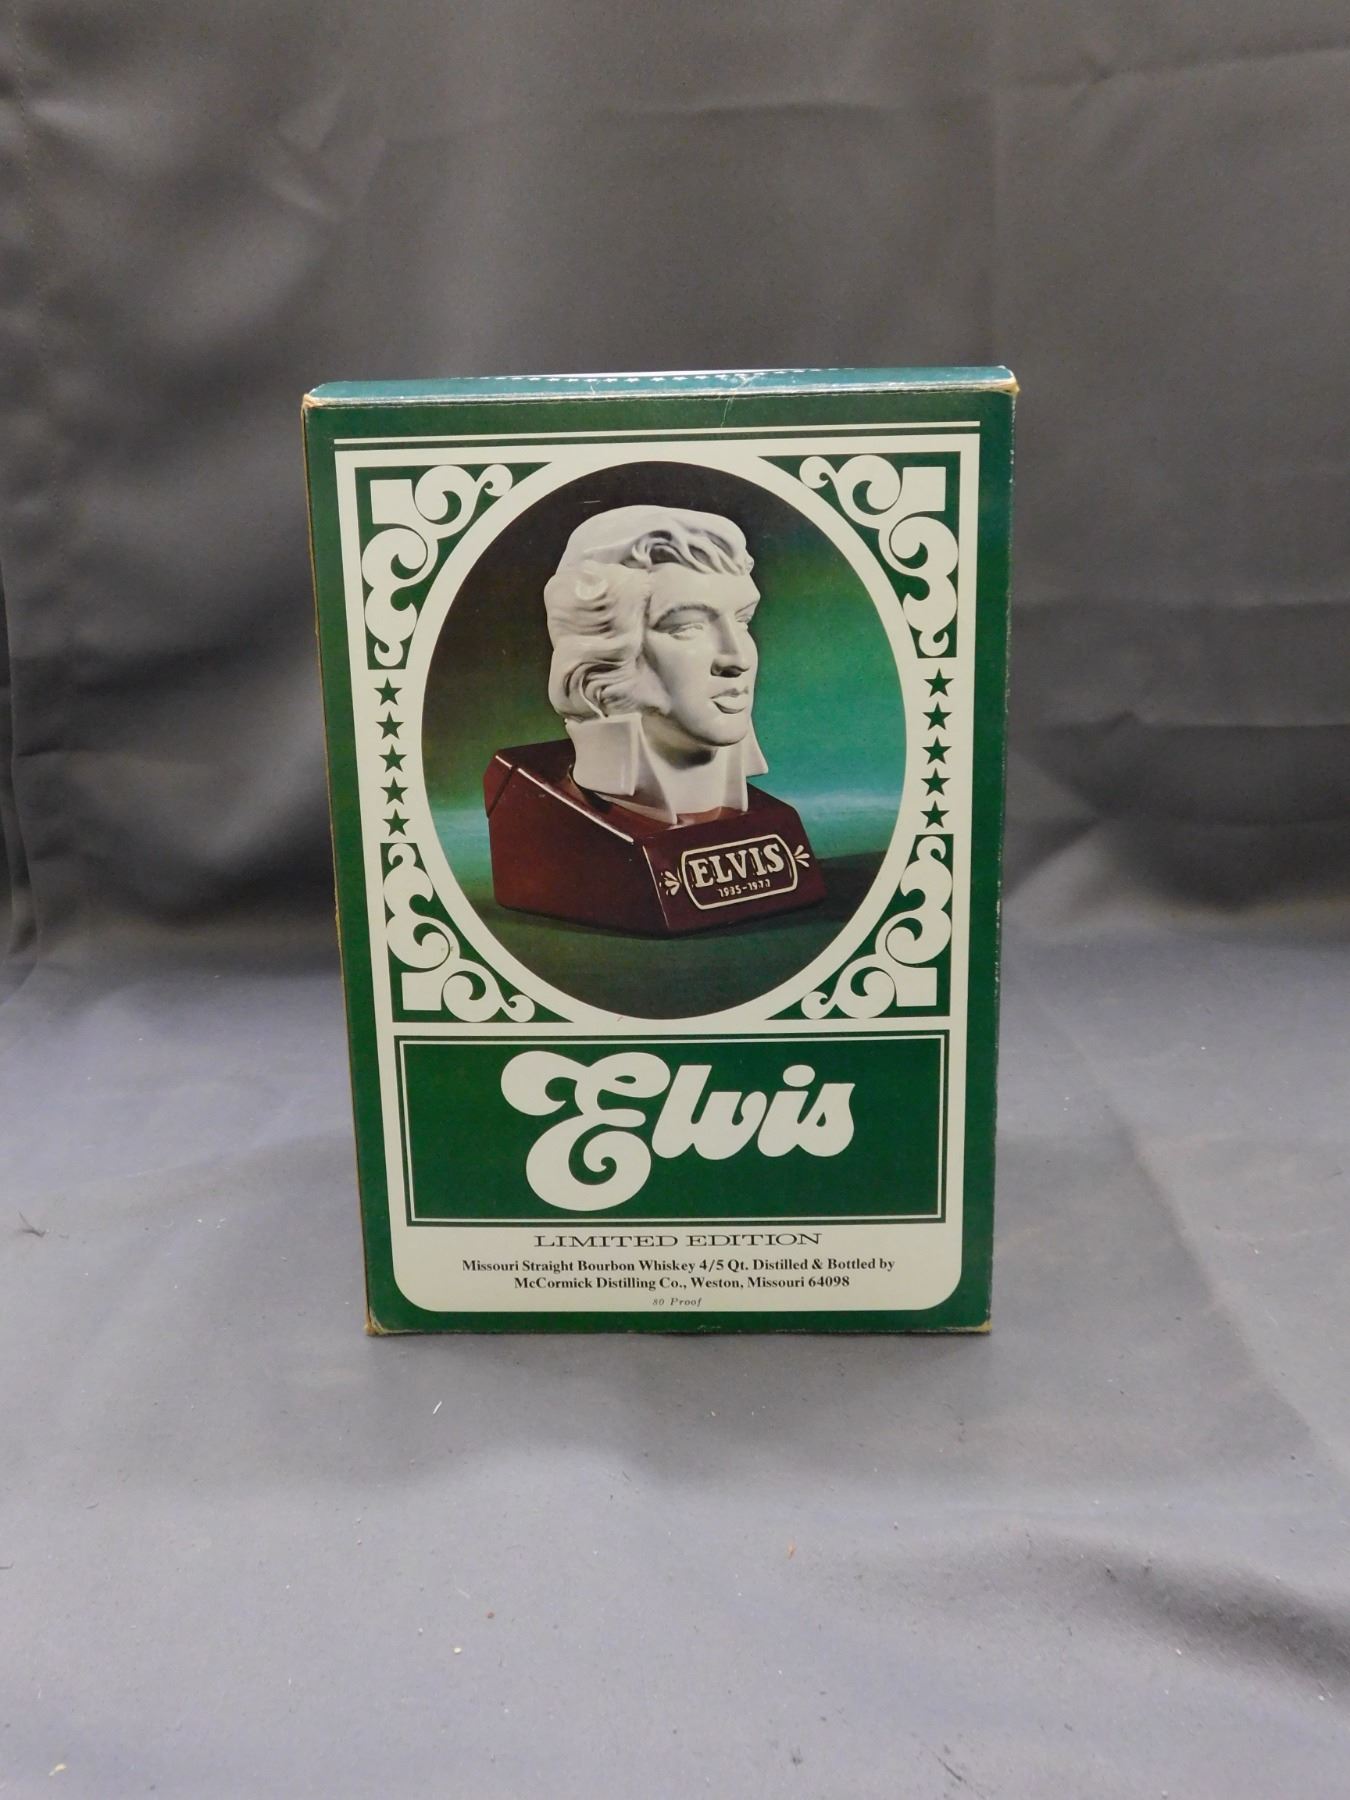 ELVIS
1935-1977
Elvis
LIMITED EDITION
Missouri Straight Bourbon Whiskey 4/5 Qt. Distilled & Bottled by
McCormick Distilling Co., Weston, Missouri 64098
80 Proof